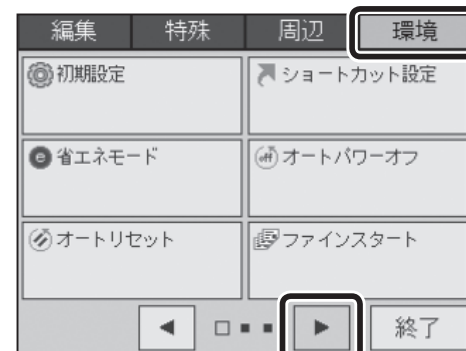 編集 特殊 周辺 環境
初期設定 ショートカット設定
省エネモード オートパワーオフ
オートリセット ファインスタート
終了